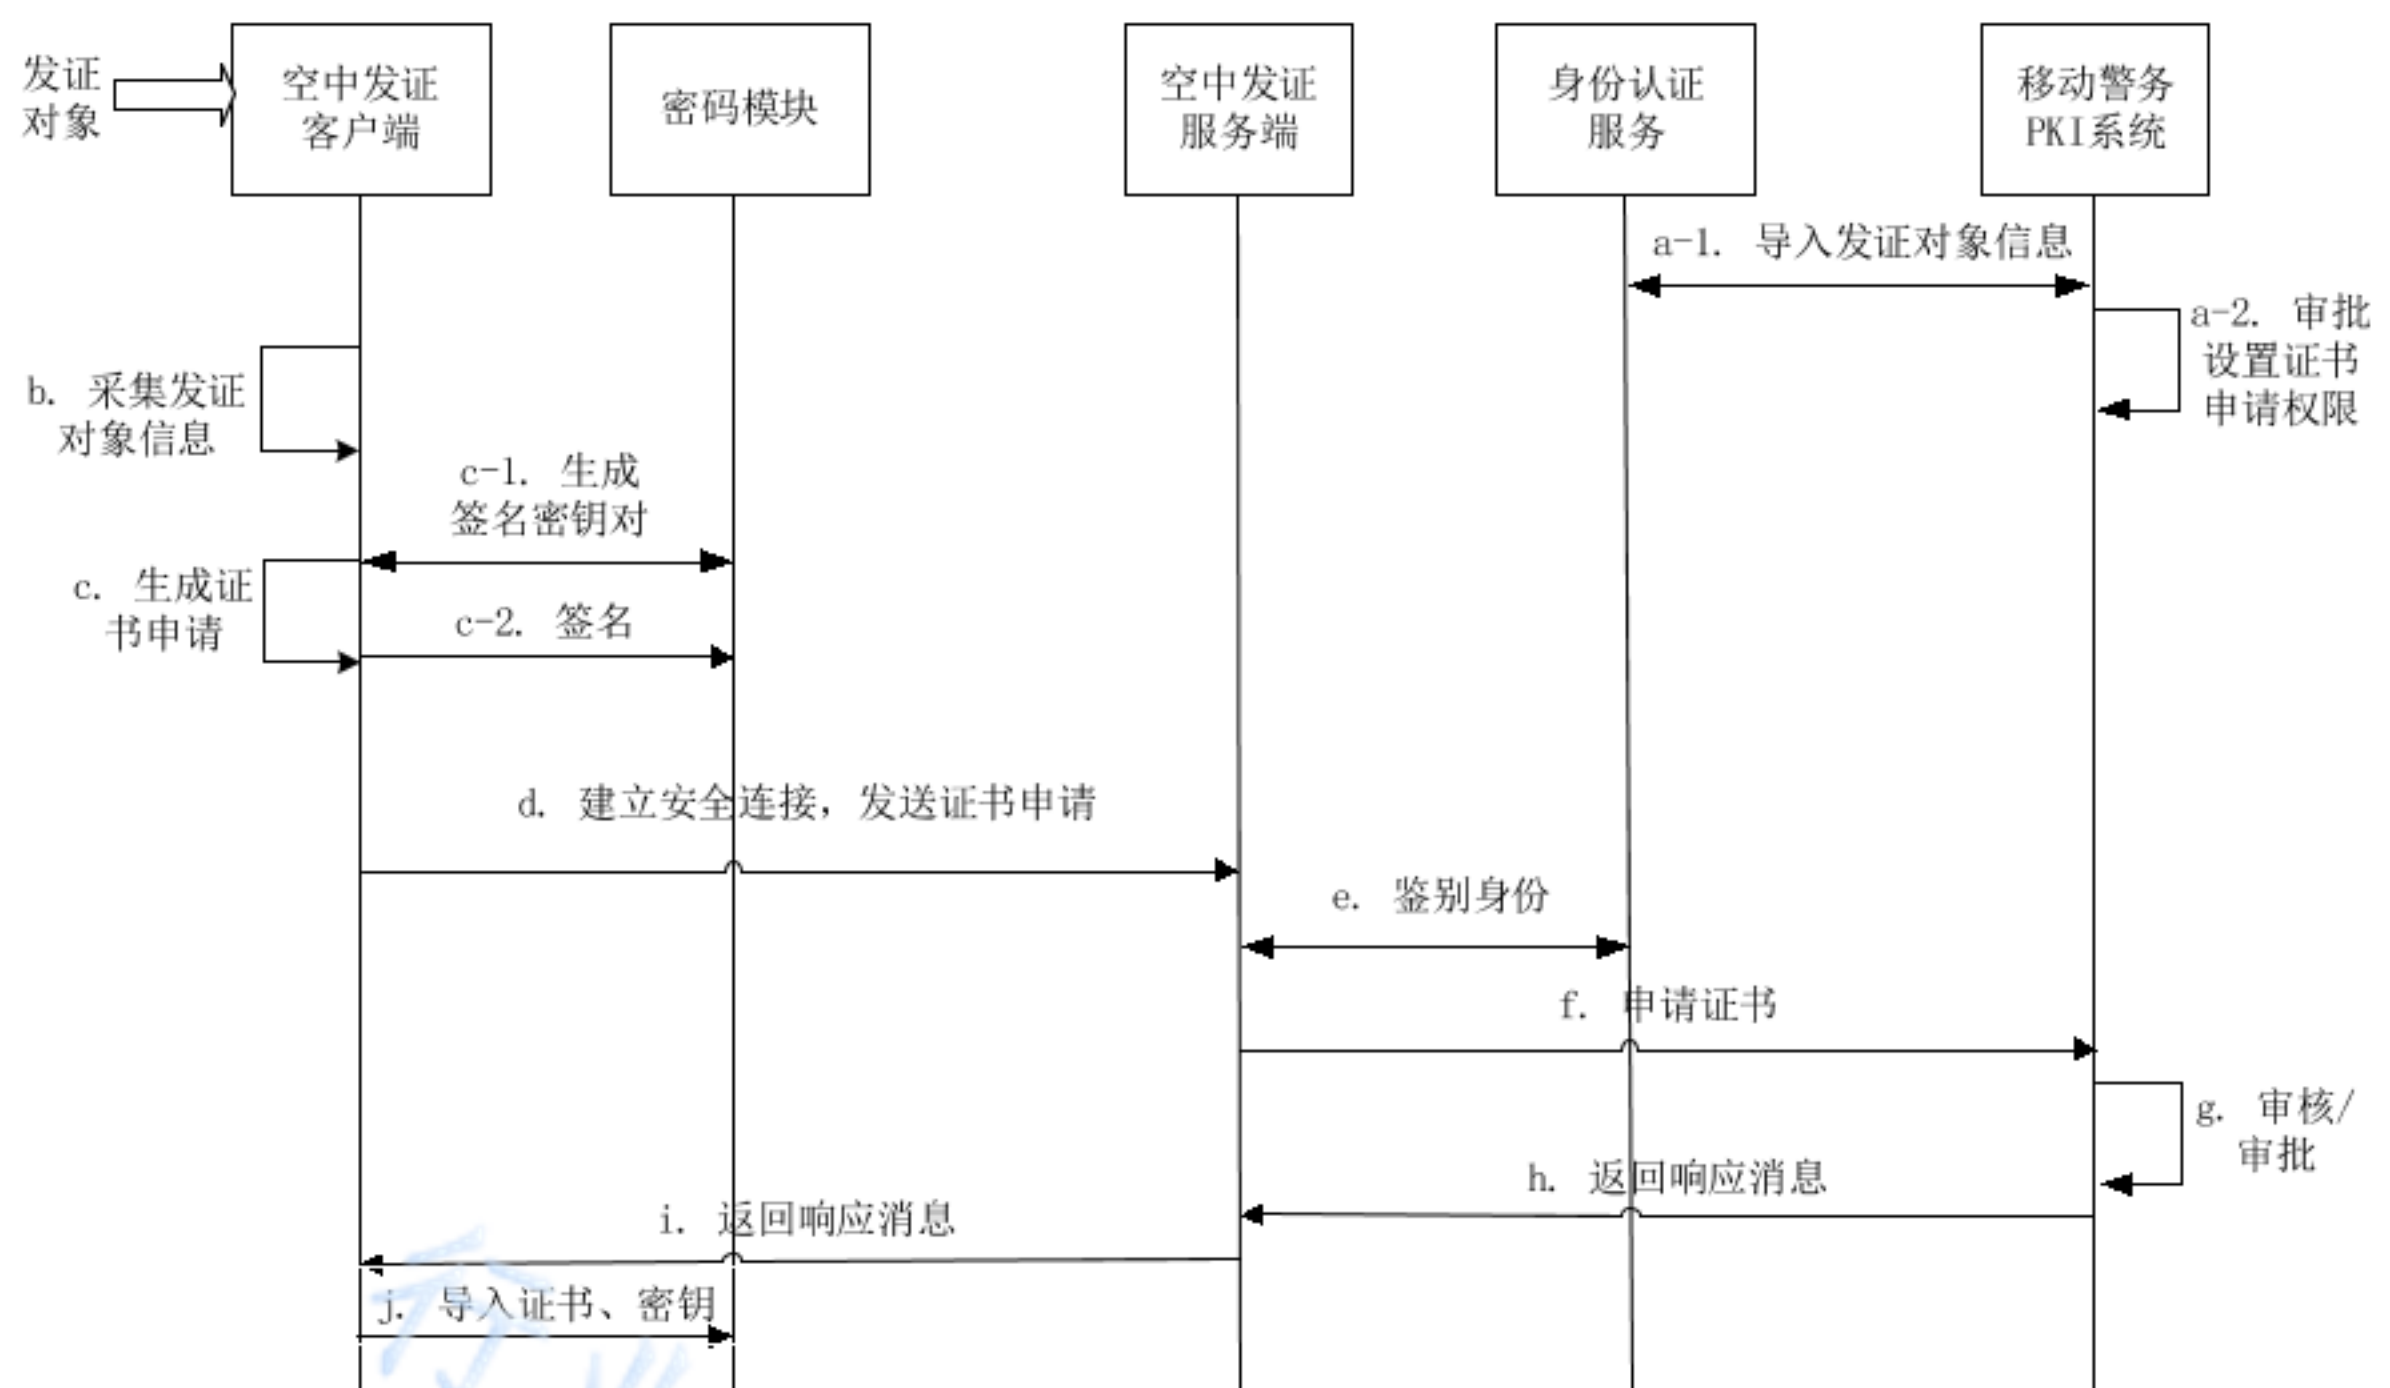 发证
对象
空中发证
客户端
密码模块
空中发证
服务端
身份认证
服务
移动警务
PKI系统
a-1. 导入发证对象信息
a-2. 审批
设置证书
申请权限
b. 采集发证
对象信息
c-1. 生成
签名密钥对
c. 生成证
书申请
c-2. 签名
d. 建立安全连接，发送证书申请
e. 鉴别身份
f. 申请证书
g. 审核/
审批
h. 返回响应消息
i. 返回响应消息
j. 导入证书、密钥